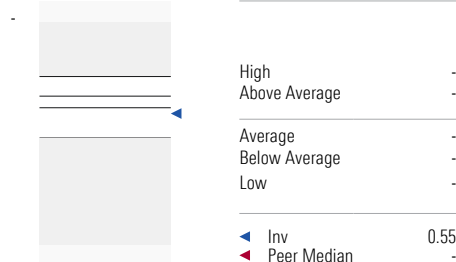 -
High -
Above Average -
Average -
Below Average -
Low -
Inv 0.55
Peer Median -